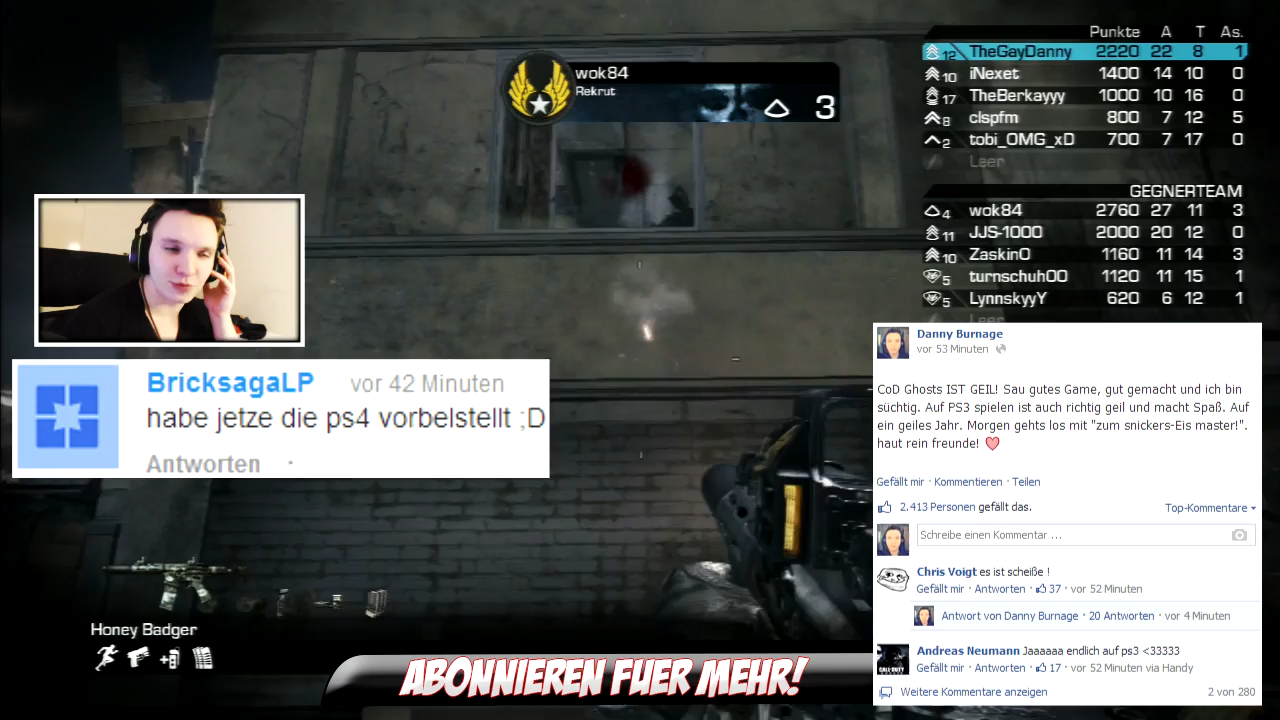 Punkte A T As.
12 TheGayDanny 2220 22 8 1
10 iNexet 1400 14 10 0
17 TheBerkayyy 1000 10 16 0
8 clspfm 800 7 12 5
2 tobi_OMG_xD 700 7 17 0
Leer
wok84
Rekrut
3
GEGNERTEAM
4 wok84 2760 27 11 3
11 JJS-1000 2000 20 12 0
10 ZaskinO 1160 11 14 3
5 turnschuh00 1120 11 15 1
5 LynnskyyY 620 6 12 1
Leer
BricksagaLP vor 42 Minuten
habe jetze die ps4 vorbelstellt ;D
Antworten ·
Danny Burnage
vor 53 Minuten
CoD Ghosts IST GEIL! Sau gutes Game, gut gemacht und ich bin
süchtig. Auf PS3 spielen ist auch richtig geil und macht Spaß. Auf
ein geiles Jahr. Morgen gehts los mit "zum snickers-Eis master!".
haut rein freunde! ♥
Gefällt mir · Kommentieren · Teilen
2.413 Personen gefällt das.
Top-Kommentare
Schreibe einen Kommentar ...
Chris Voigt es ist scheiße !
Gefällt mir · Antworten · 37 · vor 52 Minuten
Antwort von Danny Burnage · 20 Antworten · vor 4 Minuten
Andreas Neumann Jaaaaaa endlich auf ps3 <33333
Gefällt mir · Antworten · 17 · vor 52 Minuten via Handy
CALL OF DUTY
Weitere Kommentare anzeigen
2 von 280
Honey Badger
ABONNIEREN FUER MEHR!